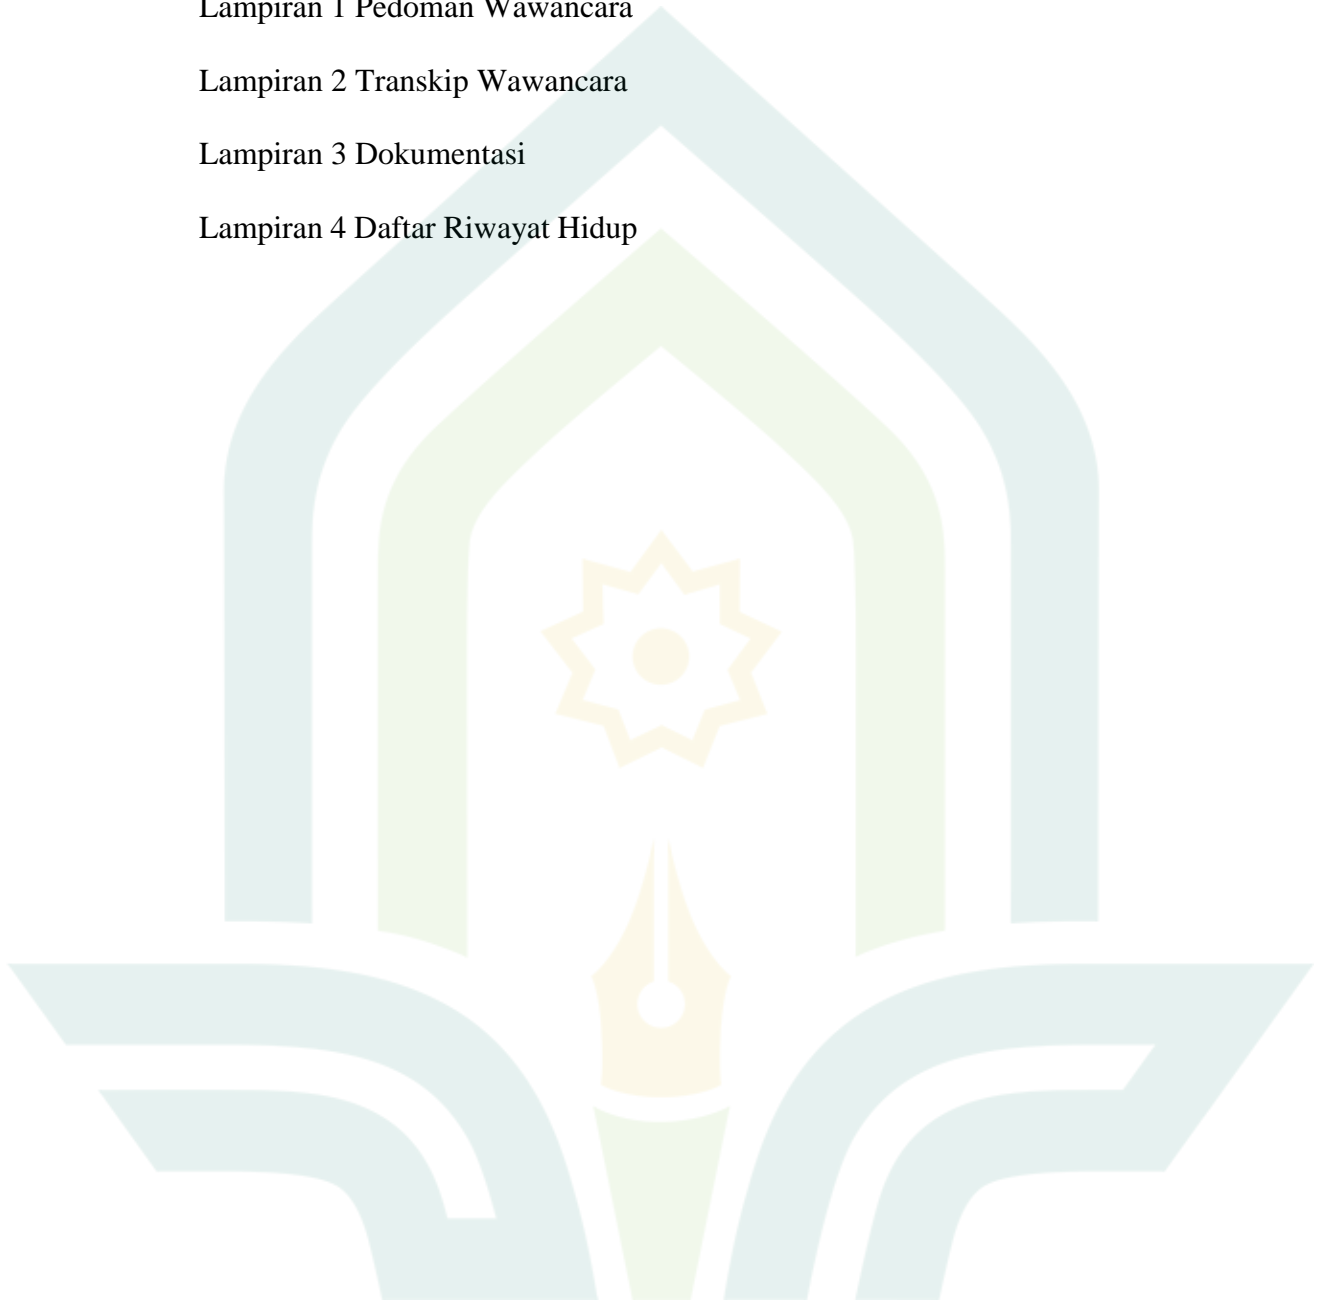 Lampiran 1 Pedoman Wawancara
Lampiran 2 Transkip Wawancara
Lampiran 3 Dokumentasi
Lampiran 4 Daftar Riwayat Hidup